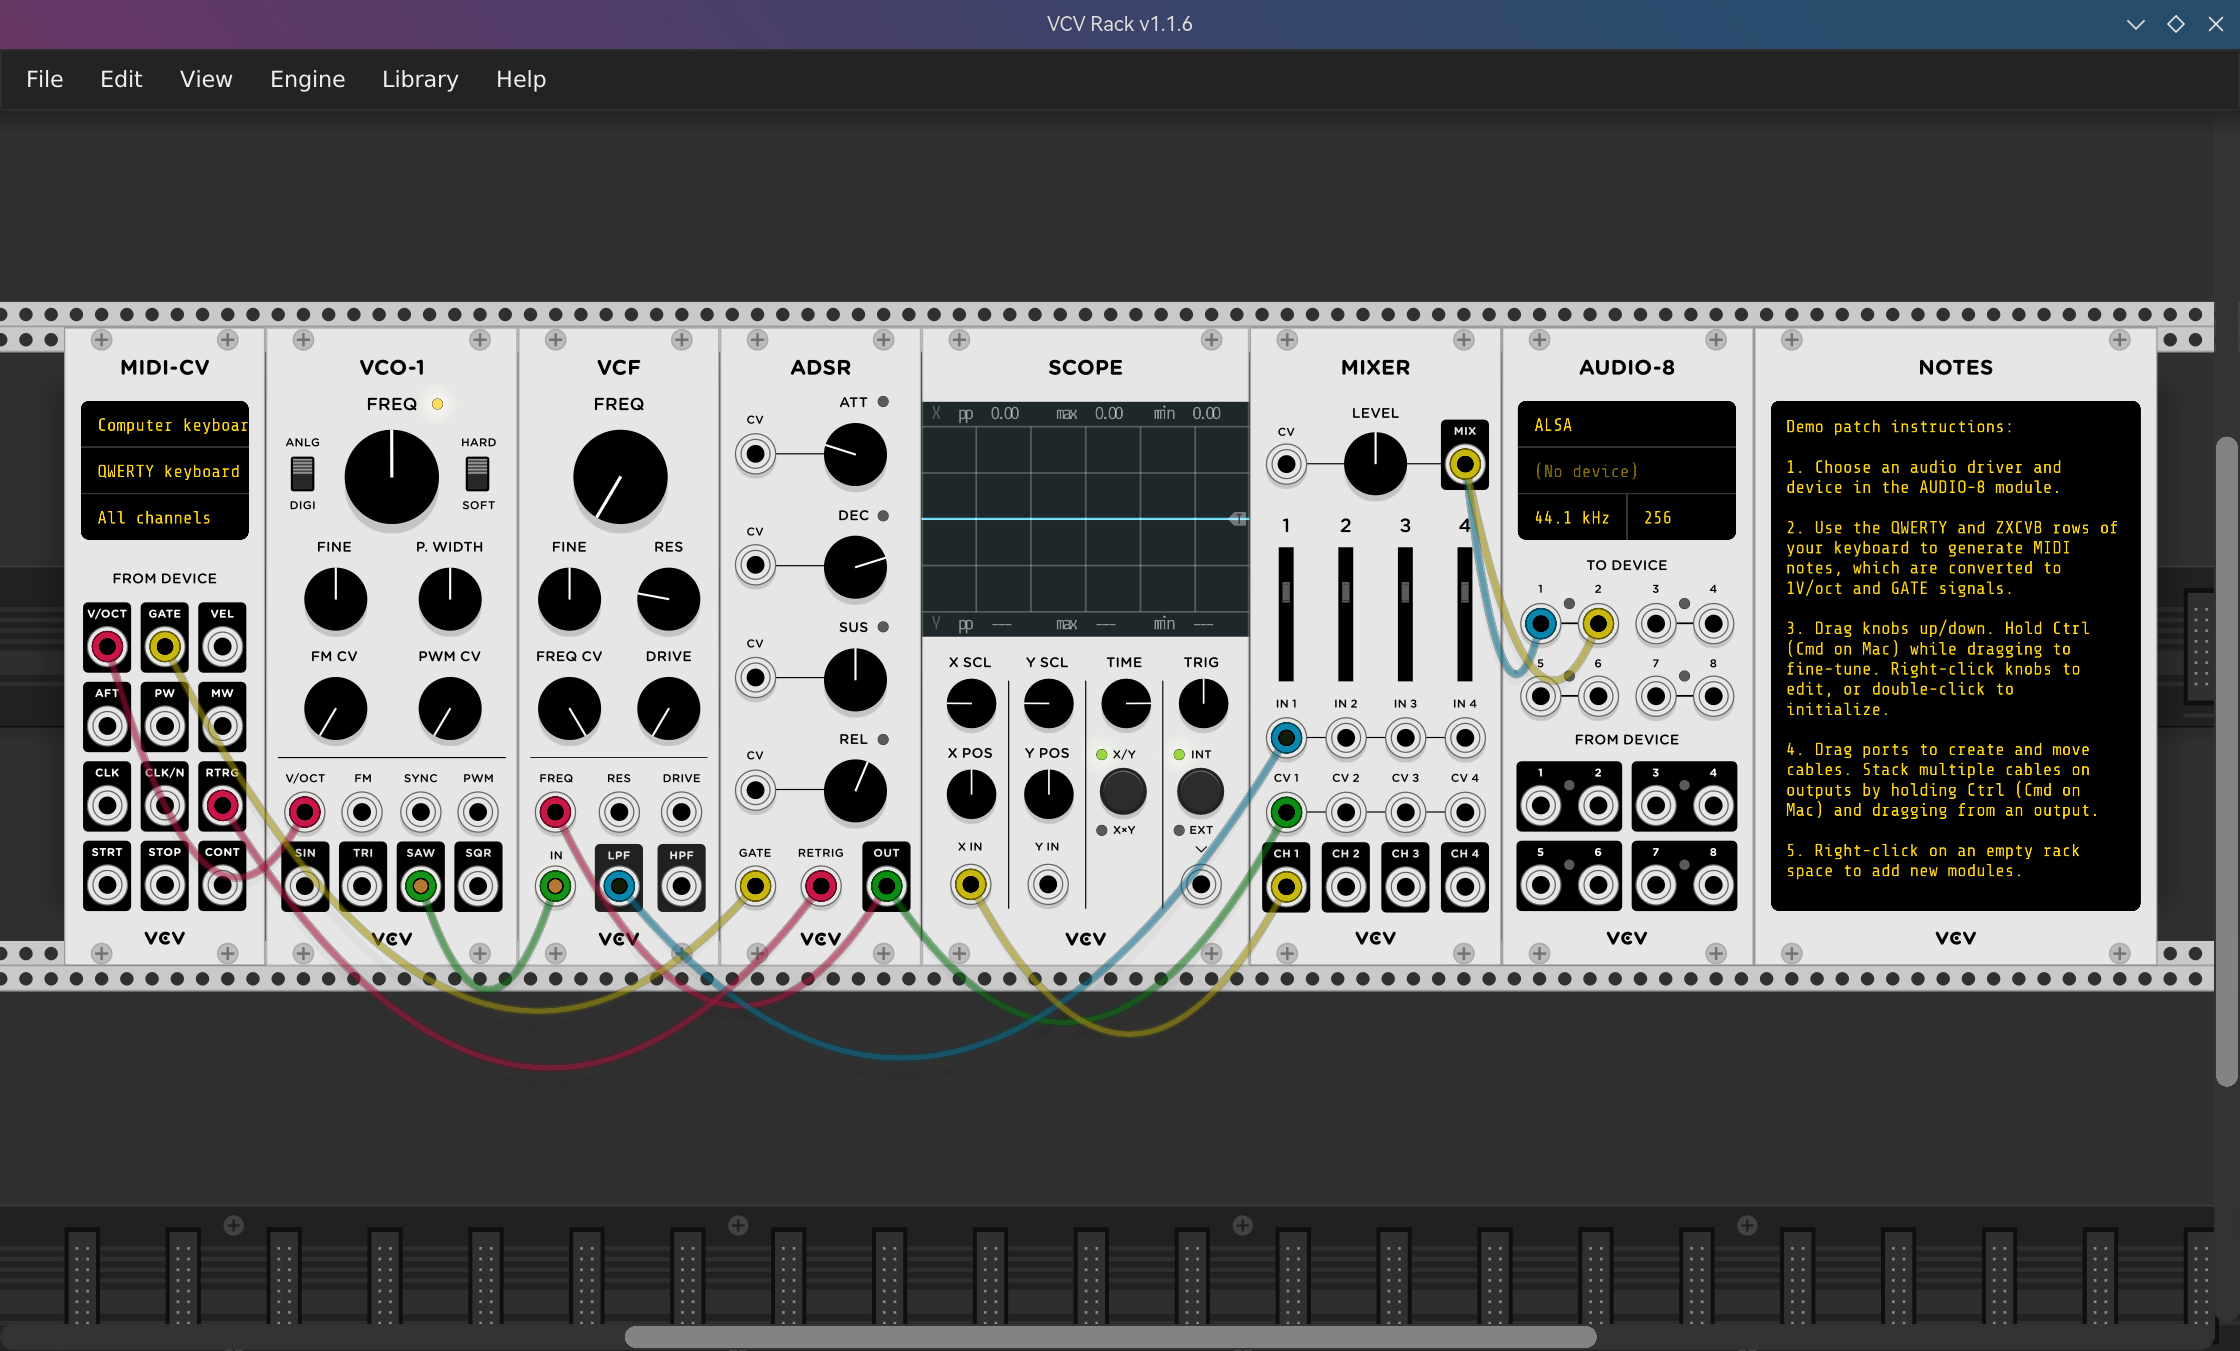 VCV Rack v1.1.6
File Edit View Engine Library Help
MIDI-CV
Computer keyboar
QWERTY keyboard
All channels
FROM DEVICE
V/OCT GATE VEL
AFT PW MW
CLK CLK/N RTRG
STRT STOP CONT
VCV
VCO-1
FREQ
ANLG HARD
DIGI SOFT
FINE P. WIDTH
FM CV PWM CV
V/OCT FM SYNC PWM
SIN TRI SAW SQR
VCV
VCF
FREQ
FINE RES
FREQ CV DRIVE
FREQ RES DRIVE
IN LPF HPF
VCV
ADSR
ATT
CV
DEC
CV
SUS
CV
REL
CV
GATE RETRIG OUT
VCV
SCOPE
X pp 0.00 max 0.00 min 0.00
T
Y pp --- max --- min ---
X SCL Y SCL TIME TRIG
X POS Y POS X/Y INT
X×Y EXT
X IN Y IN
VCV
MIXER
LEVEL
CV MIX
1 2 3 4
IN 1 IN 2 IN 3 IN 4
CV 1 CV 2 CV 3 CV 4
CH 1 CH 2 CH 3 CH 4
VCV
AUDIO-8
ALSA
(No device)
44.1 kHz 256
TO DEVICE
1 2 3 4
5 6 7 8
FROM DEVICE
1 2 3 4
5 6 7 8
VCV
NOTES
Demo patch instructions:
1. Choose an audio driver and
device in the AUDIO-8 module.
2. Use the QWERTY and ZXCVB rows of
your keyboard to generate MIDI
notes, which are converted to
1V/oct and GATE signals.
3. Drag knobs up/down. Hold Ctrl
(Cmd on Mac) while dragging to
fine-tune. Right-click knobs to
edit, or double-click to
initialize.
4. Drag ports to create and move
cables. Stack multiple cables on
outputs by holding Ctrl (Cmd on
Mac) and dragging from an output.
5. Right-click on an empty rack
space to add new modules.
VCV